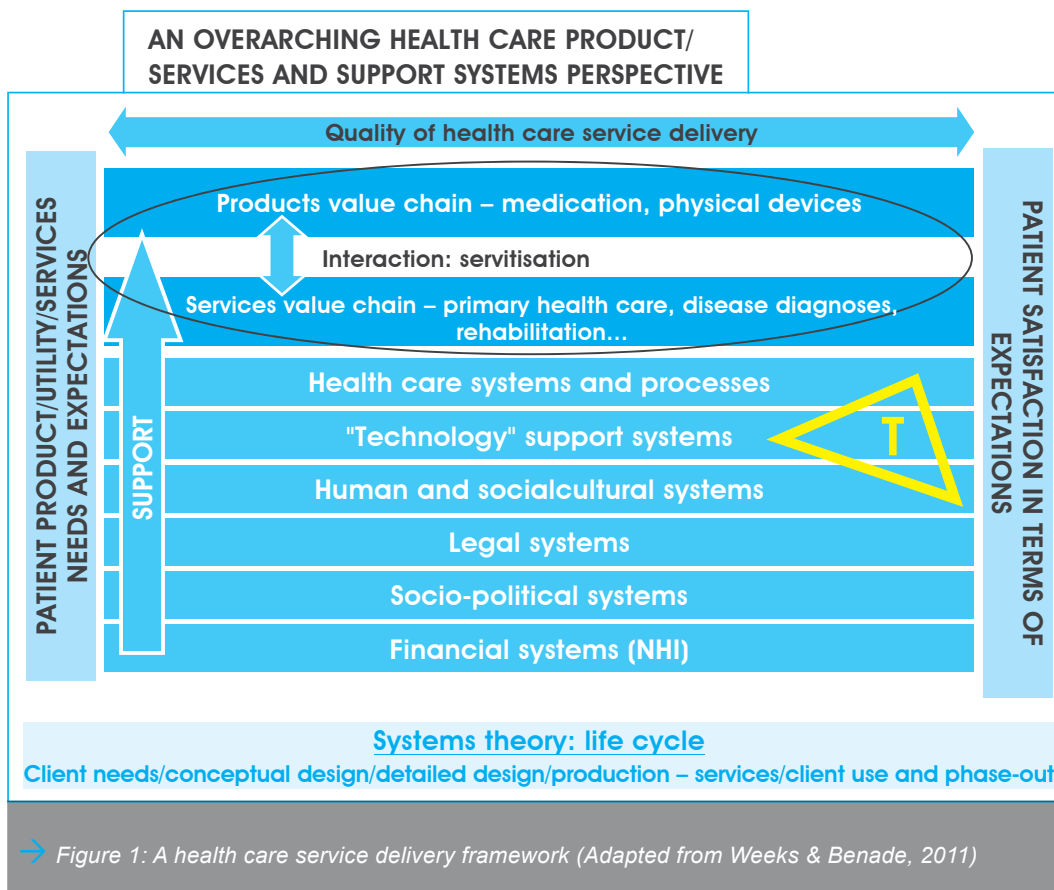 AN OVERARCHING HEALTH CARE PRODUCT/
SERVICES AND SUPPORT SYSTEMS PERSPECTIVE
Quality of health care service delivery
PATIENT PRODUCT/UTILITY/SERVICES
NEEDS AND EXPECTATIONS
Products value chain – medication, physical devices
Interaction: servitisation
Services value chain – primary health care, disease diagnoses,
rehabilitation...
SUPPORT
Health care systems and processes
"Technology" support systems
T
Human and socialcultural systems
Legal systems
Socio-political systems
Financial systems (NHI)
PATIENT SATISFACTION IN TERMS OF
EXPECTATIONS
Systems theory: life cycle
Client needs/conceptual design/detailed design/production – services/client use and phase-out
→ Figure 1: A health care service delivery framework (Adapted from Weeks & Benade, 2011)